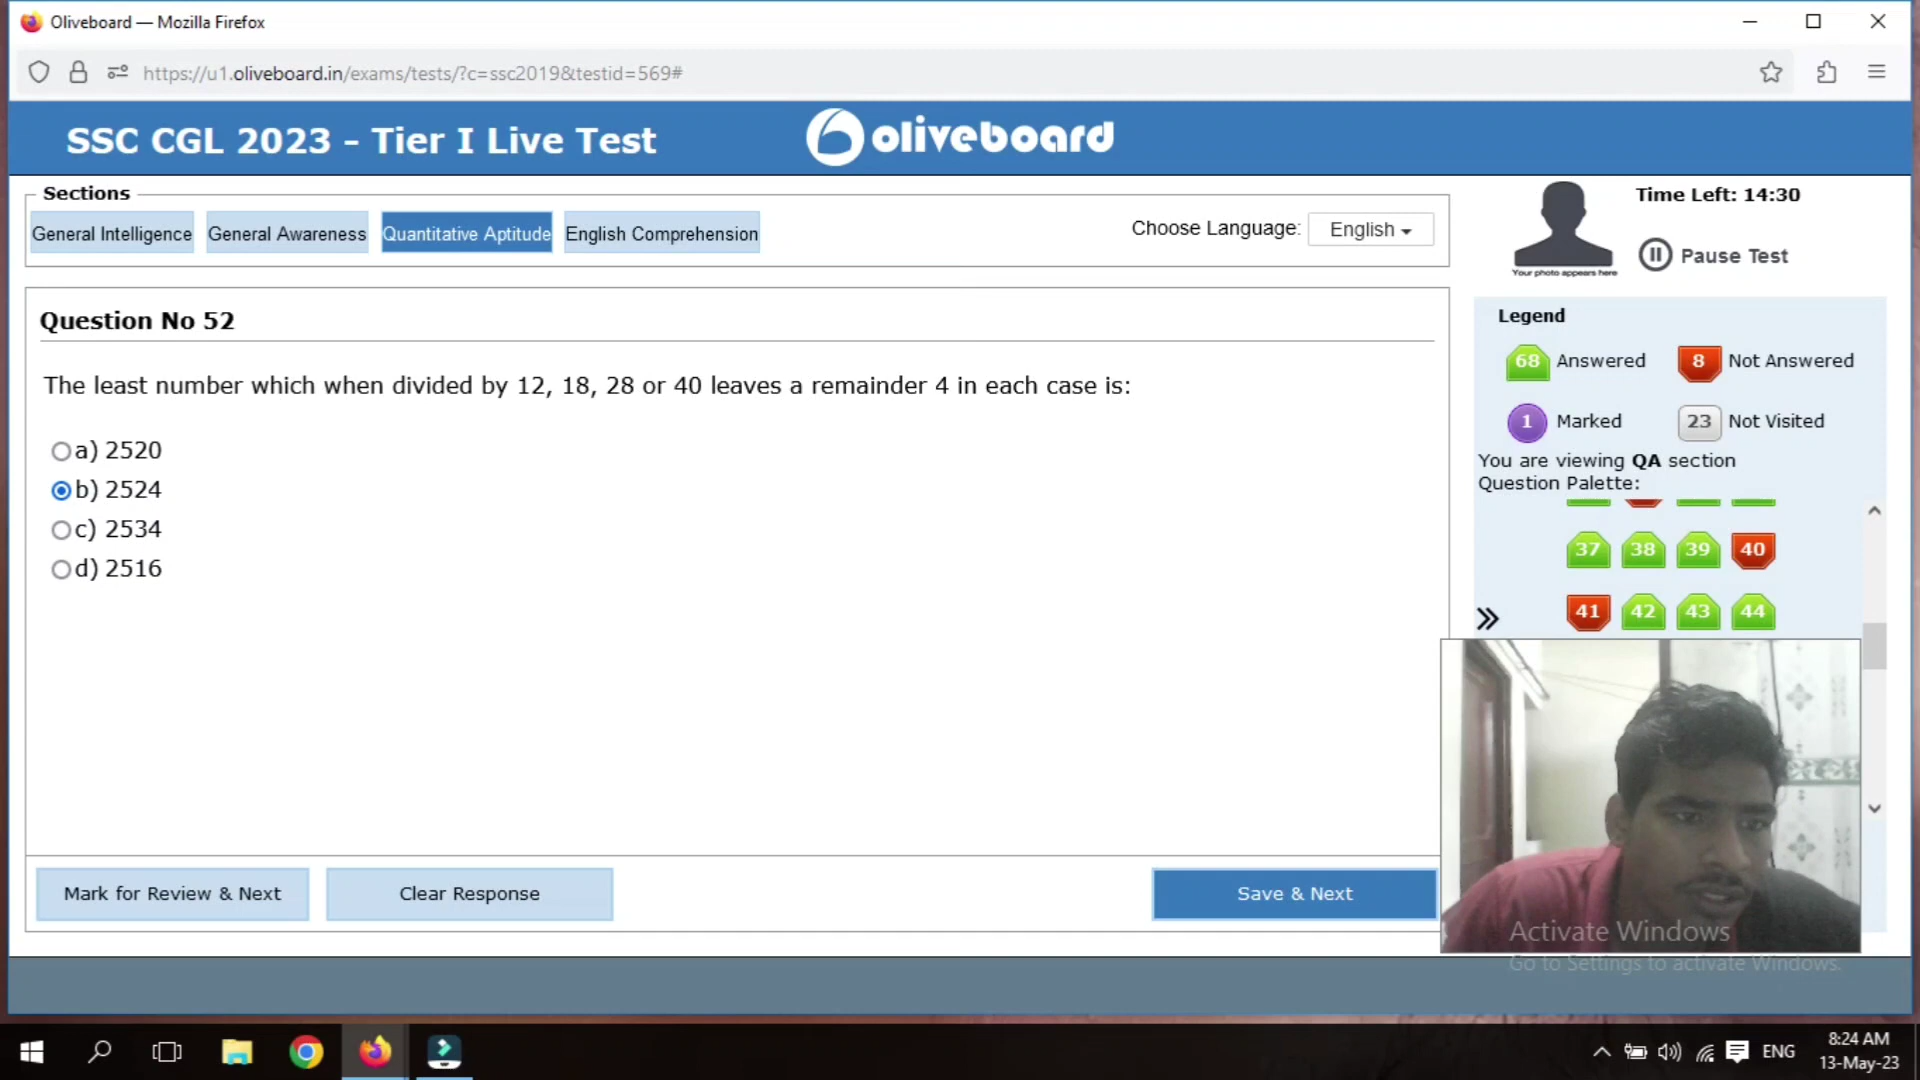 Oliveboard — Mozilla Firefox
https://u1.oliveboard.in/exams/tests/?c=ssc2019&testid=569#
SSC CGL 2023 - Tier I Live Test
oliveboard
Sections
General Intelligence
General Awareness
Quantitative Aptitude
English Comprehension
Choose Language:
English
Your photo appears here
Time Left: 14:30
Pause Test
Question No 52
The least number which when divided by 12, 18, 28 or 40 leaves a remainder 4 in each case is:
a) 2520
b) 2524
c) 2534
d) 2516
Legend
68 Answered
8 Not Answered
1 Marked
23 Not Visited
You are viewing QA section
Question Palette:
37 38 39 40
41 42 43 44
Mark for Review & Next
Clear Response
Save & Next
Activate Windows
Go to Settings to activate Windows.
ENG
8:24 AM
13-May-23